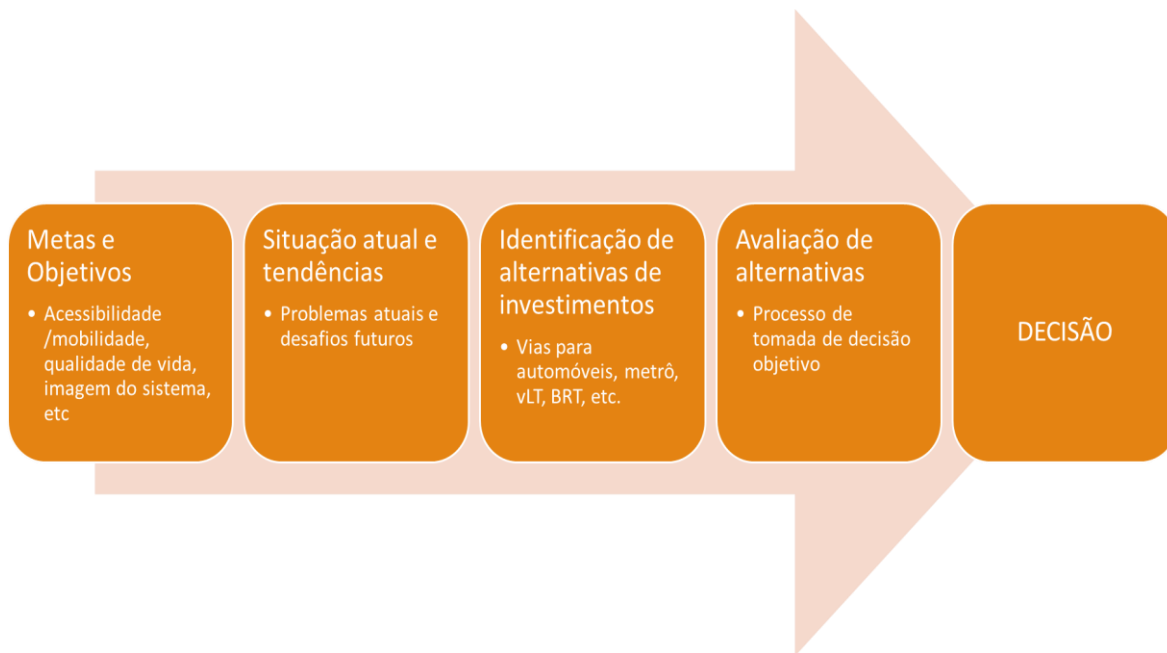 Metas e
Objetivos
• Acessibilidade
/mobilidade,
qualidade de vida,
imagem do sistema,
etc
Situação atual e
tendências
• Problemas atuais e
desafios futuros
Identificação de
alternativas de
investimentos
• Vias para
automóveis, metrô,
vLT, BRT, etc.
Avaliação de
alternativas
• Processo de
tomada de decisão
objetivo
DECISÃO